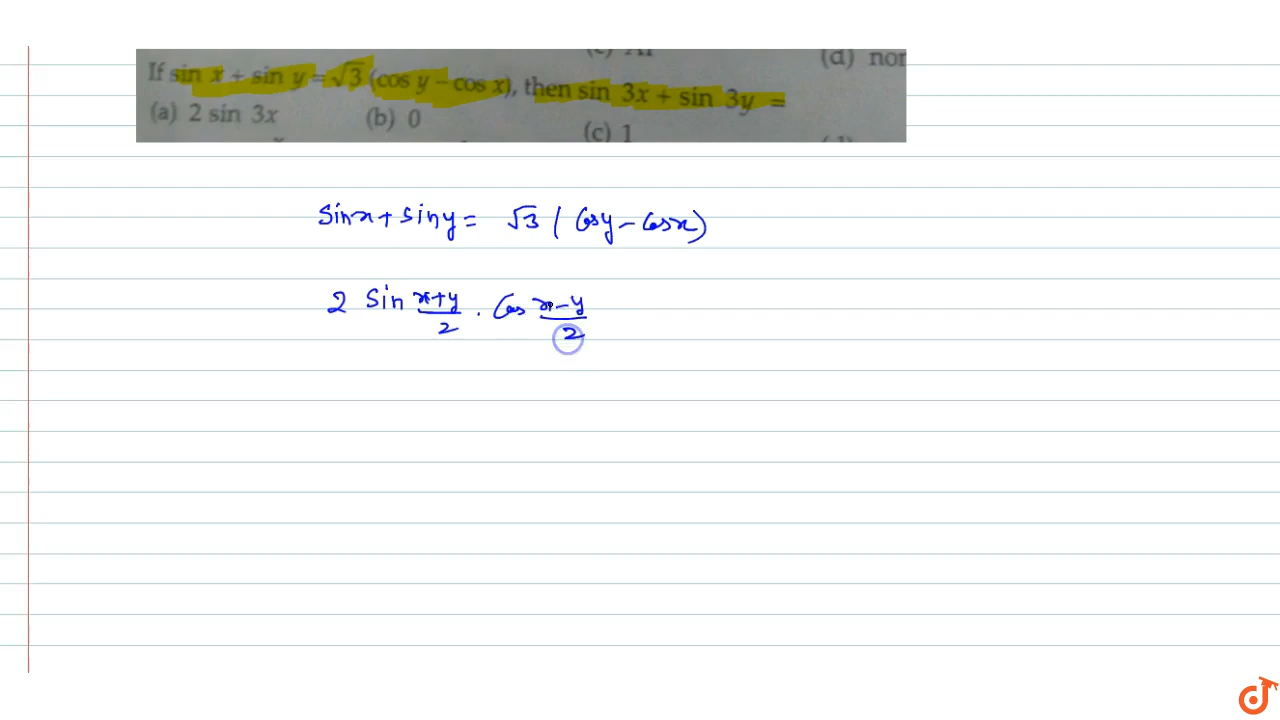 (d) nor
If sin x + sin y = √3 (cos y − cos x), then sin 3x + sin 3y =
(a) 2 sin 3x (b) 0 (c) 1
sinx + siny = √3 ( cosy − cosx)
2 sin x+y/2 . cos x−y/2